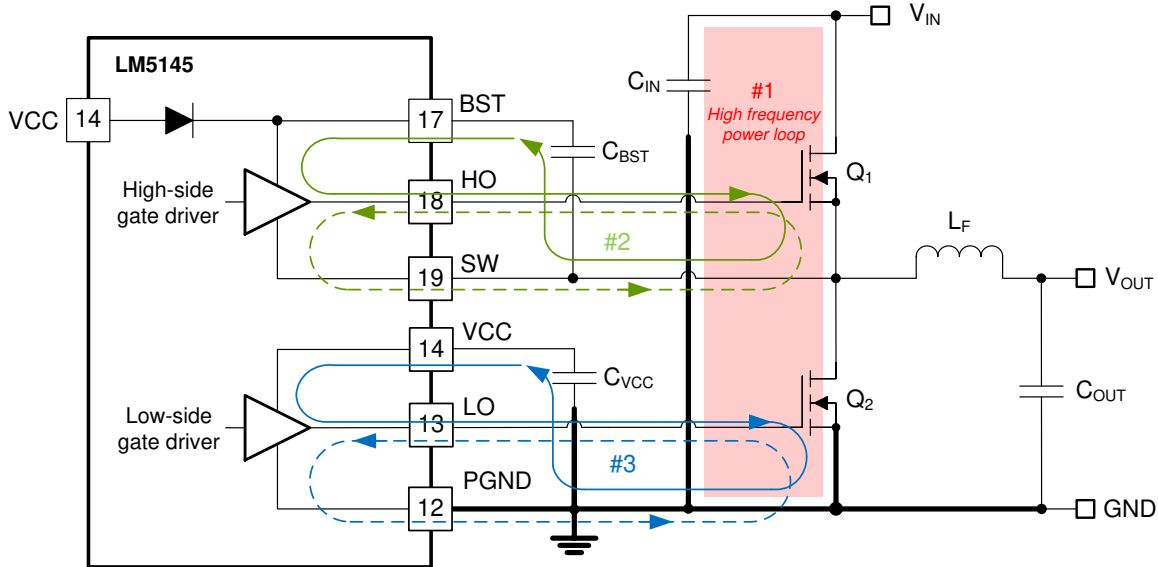 LM5145
VCC
14
17
BST
C_BST
High-side
gate driver
18
HO
#2
19
SW
14
VCC
C_VCC
Low-side
gate driver
13
LO
#3
12
PGND
C_IN
#1
High frequency
power loop
V_IN
Q_1
L_F
V_OUT
Q_2
C_OUT
GND